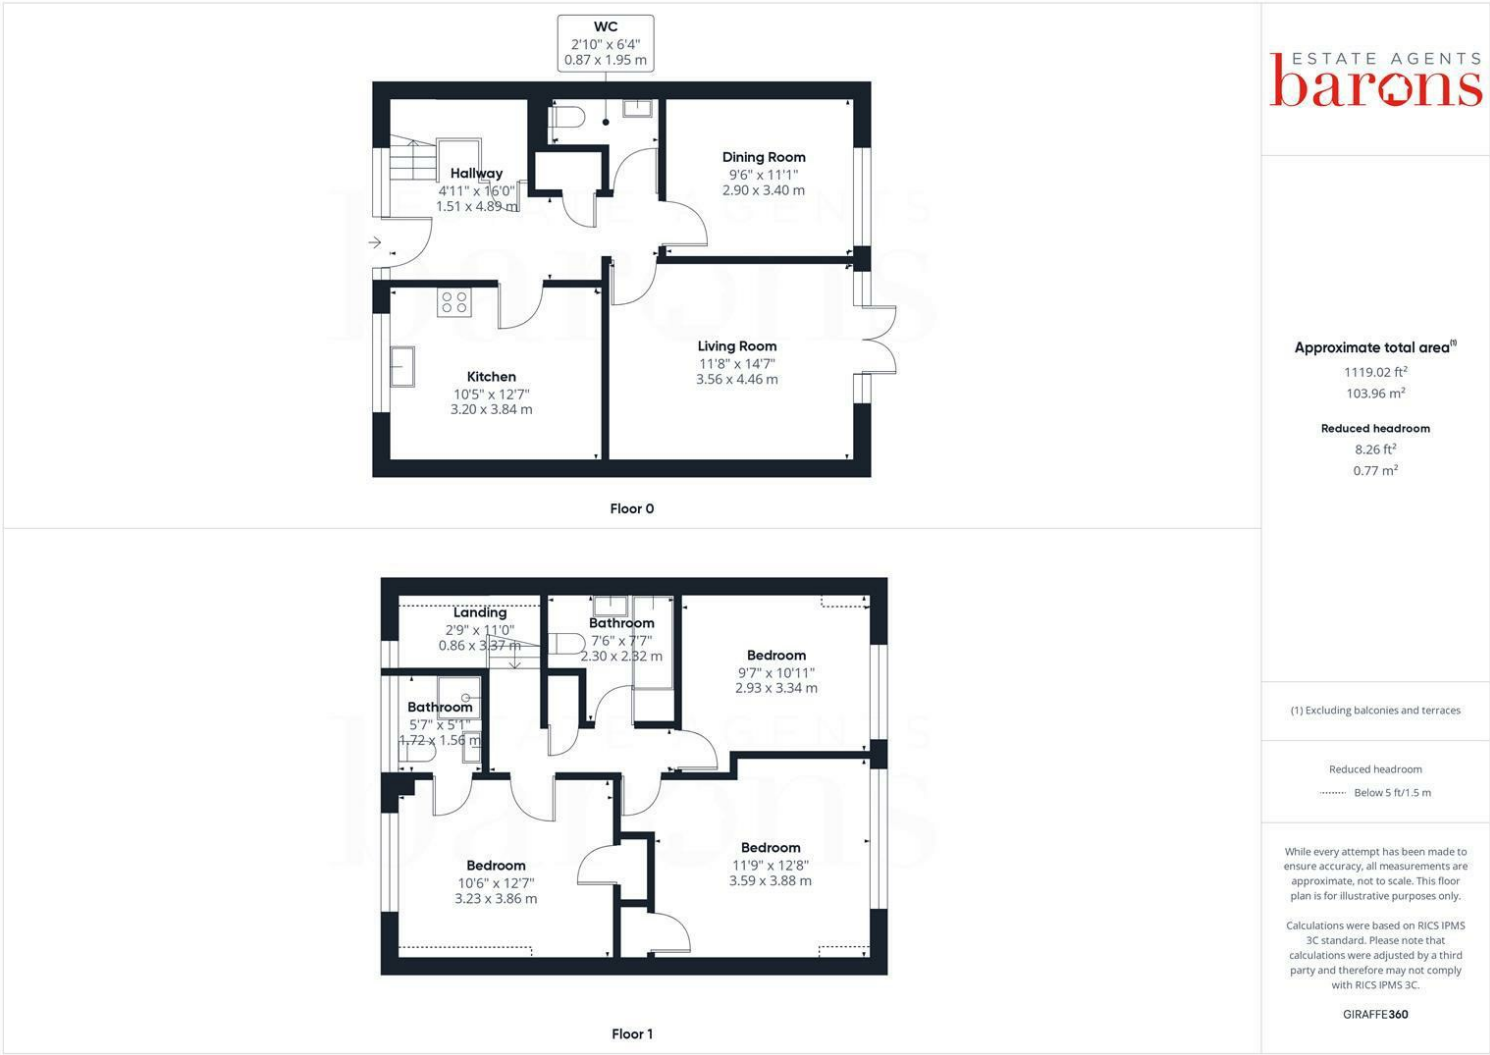 WC
2'10" x 6'4"
0.87 x 1.95 m
Hallway
4'11" x 16'0"
1.51 x 4.89 m
Dining Room
9'6" x 11'1"
2.90 x 3.40 m
Kitchen
10'5" x 12'7"
3.20 x 3.84 m
Living Room
11'8" x 14'7"
3.56 x 4.46 m
ESTATE AGENTS
barons
Floor 0
Landing
2'9" x 11'0"
0.86 x 3.37 m
Bathroom
7'6" x 7'7"
2.30 x 2.32 m
Bedroom
9'7" x 10'11"
2.93 x 3.34 m
Bathroom
5'7" x 5'1"
1.72 x 1.56 m
Bedroom
10'6" x 12'7"
3.23 x 3.86 m
Bedroom
11'9" x 12'8"
3.59 x 3.88 m
ESTATE AGENTS
barons
Floor 1
ESTATE AGENTS
barons
Approximate total area(1)
1119.02 ft²
103.96 m²
Reduced headroom
8.26 ft²
0.77 m²
(1) Excluding balconies and terraces
Reduced headroom
Below 5 ft/1.5 m
While every attempt has been made to
ensure accuracy, all measurements are
approximate, not to scale. This floor
plan is for illustrative purposes only.
Calculations were based on RICS IPMS
3C standard. Please note that
calculations were adjusted by a third
party and therefore may not comply
with RICS IPMS 3C.
GIRAFFE360